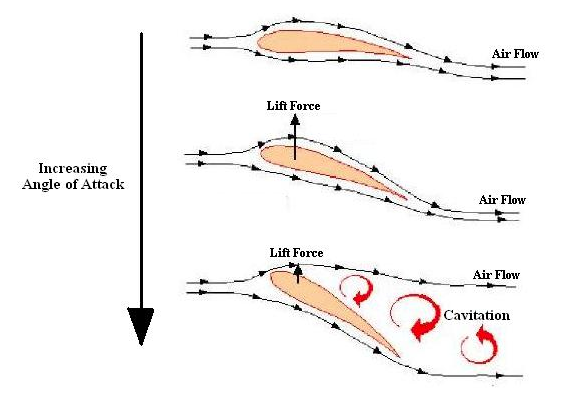 Air Flow
Lift Force
Increasing
Angle of Attack
Air Flow
Lift Force
Air Flow
Cavitation